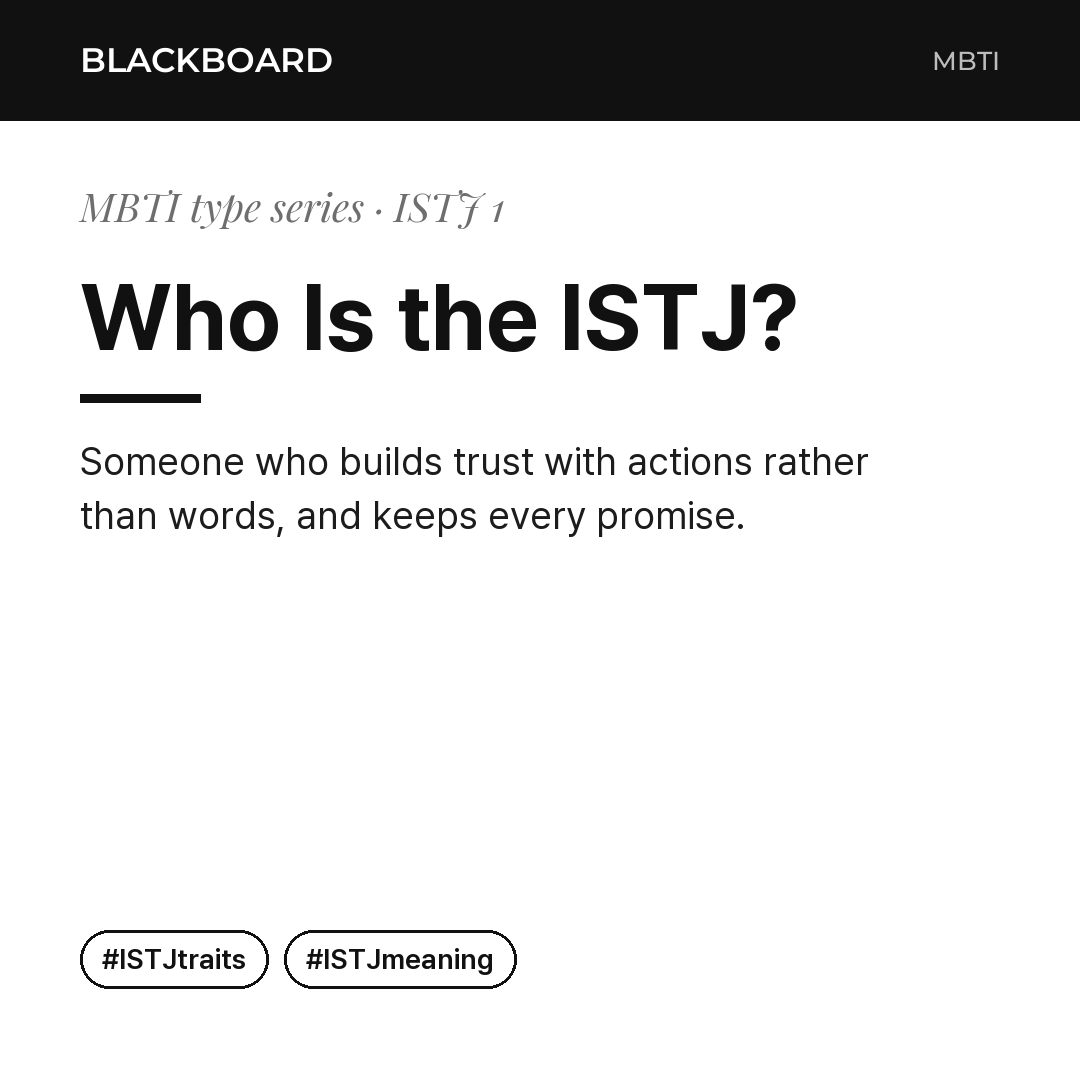 BLACKBOARD
MBTI
MBTI type series · ISTJ 1
Who Is the ISTJ?
Someone who builds trust with actions rather
than words, and keeps every promise.
#ISTJtraits
#ISTJmeaning